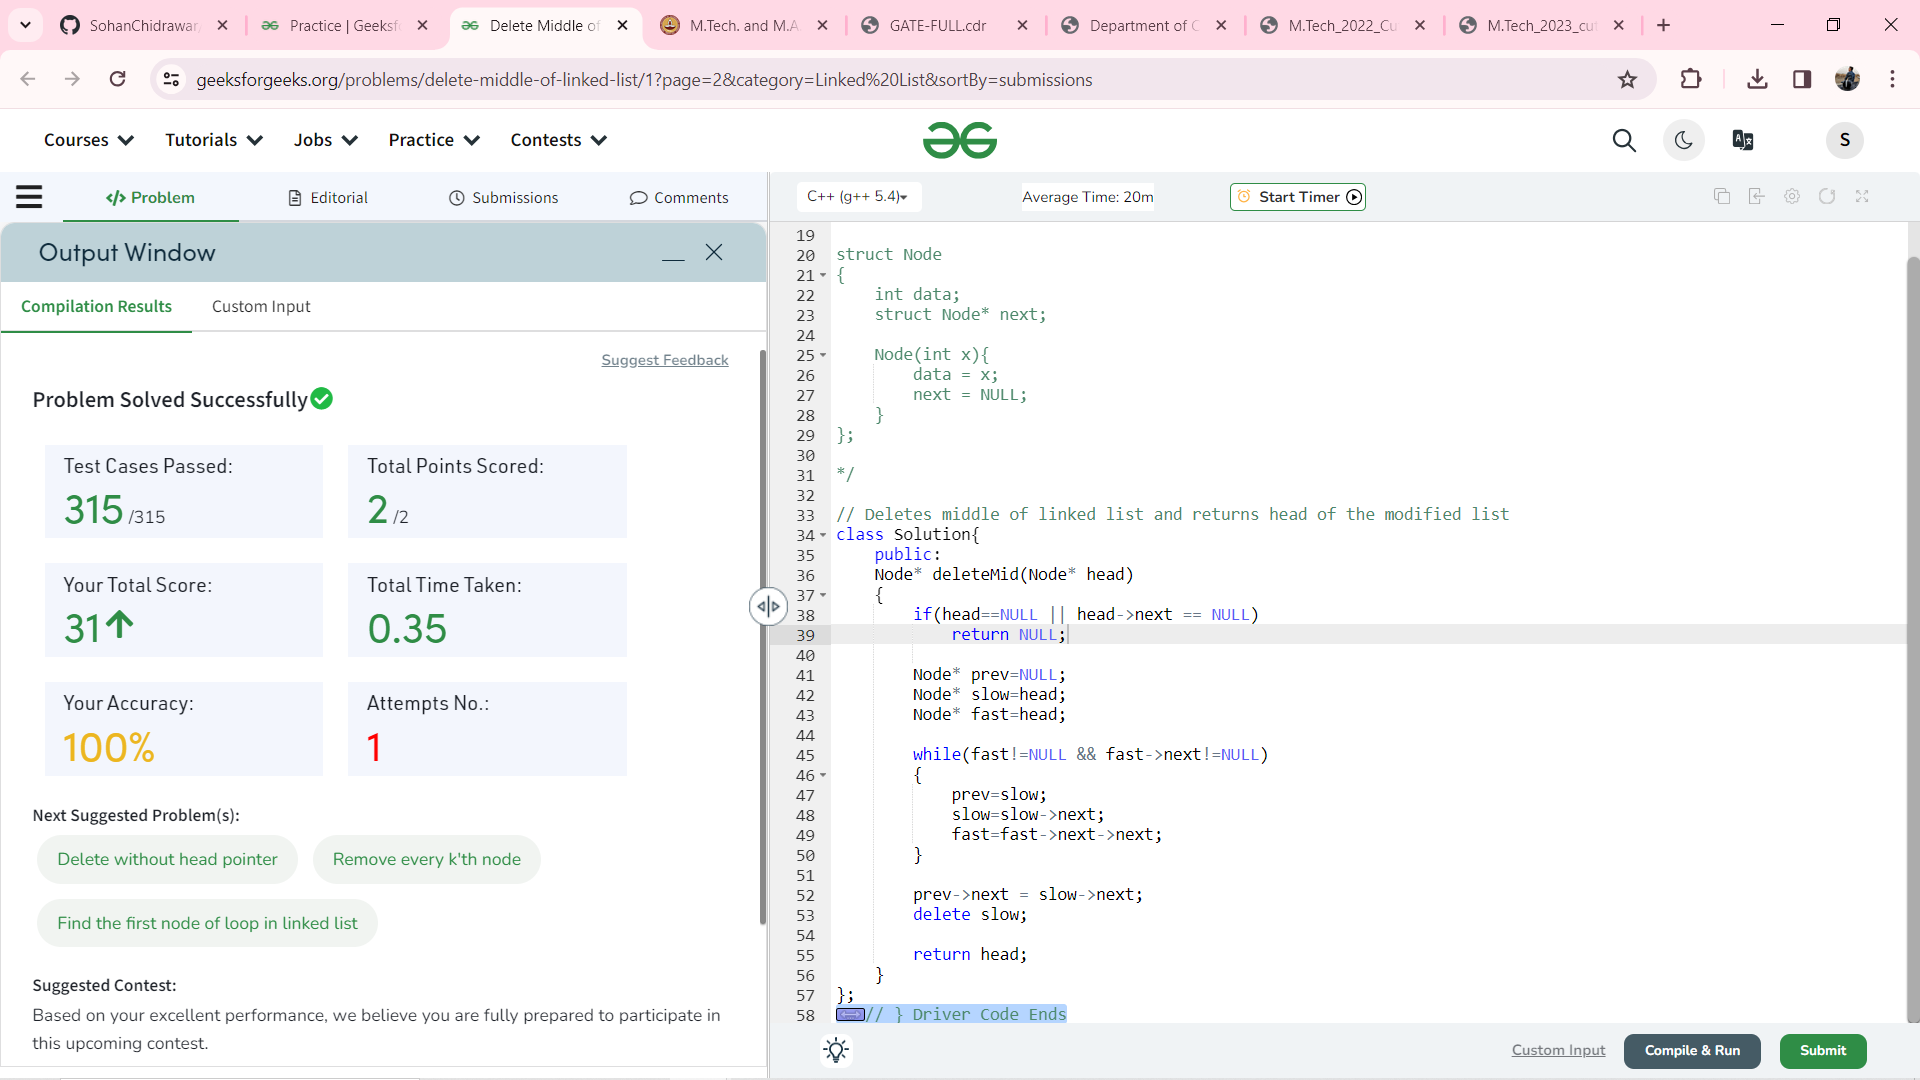 SohanChidrawar/
Practice | Geeksfo
Delete Middle of
M.Tech. and M.A.
GATE-FULL.cdr
Department of C
M.Tech_2022_Cu
M.Tech_2023_cut
geeksforgeeks.org/problems/delete-middle-of-linked-list/1?page=2&category=Linked%20List&sortBy=submissions
Courses
Tutorials
Jobs
Practice
Contests
S
</> Problem
Editorial
Submissions
Comments
C++ (g++ 5.4)
Average Time: 20m
Start Timer
Output Window
Compilation Results
Custom Input
Suggest Feedback
Problem Solved Successfully
Test Cases Passed:
315 /315
Total Points Scored:
2 /2
Your Total Score:
31
Total Time Taken:
0.35
Your Accuracy:
100%
Attempts No.:
1
Next Suggested Problem(s):
Delete without head pointer
Remove every k'th node
Find the first node of loop in linked list
Suggested Contest:
Based on your excellent performance, we believe you are fully prepared to participate in
this upcoming contest.
19
20 struct Node
21 {
22 int data;
23 struct Node* next;
24
25 Node(int x){
26 data = x;
27 next = NULL;
28 }
29 };
30
31 */
32
33 // Deletes middle of linked list and returns head of the modified list
34 class Solution{
35 public:
36 Node* deleteMid(Node* head)
37 {
38 if(head==NULL || head->next == NULL)
39 return NULL;
40
41 Node* prev=NULL;
42 Node* slow=head;
43 Node* fast=head;
44
45 while(fast!=NULL && fast->next!=NULL)
46 {
47 prev=slow;
48 slow=slow->next;
49 fast=fast->next->next;
50 }
51
52 prev->next = slow->next;
53 delete slow;
54
55 return head;
56 }
57 };
58 // } Driver Code Ends
Custom Input
Compile & Run
Submit